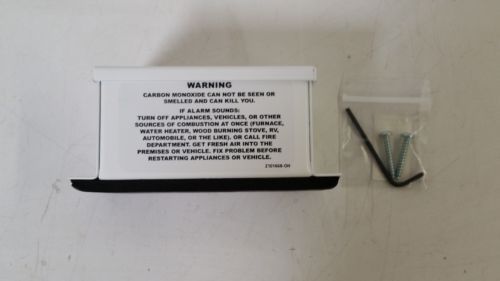 WARNING
CARBON MONOXIDE CAN NOT BE SEEN OR
SMELLED AND CAN KILL YOU.
IF ALARM SOUNDS:
TURN OFF APPLIANCES, VEHICLES, OR OTHER
SOURCES OF COMBUSTION AT ONCE (FURNACE,
WATER HEATER, WOOD BURNING STOVE, RV,
AUTOMOBILE, OR THE LIKE), OR CALL FIRE
DEPARTMENT. GET FRESH AIR INTO THE
PREMISES OR VEHICLE. FIX PROBLEM BEFORE
RESTARTING APPLIANCES OR VEHICLE.